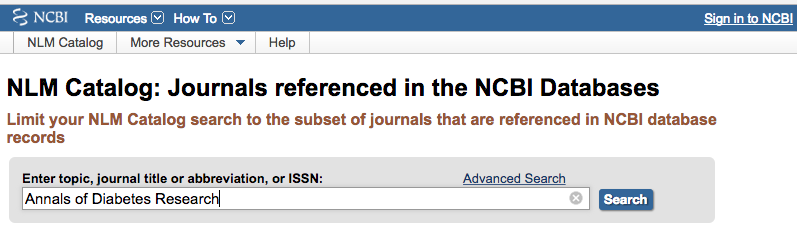 NCBI Resources How To Sign in to NCBI
NLM Catalog More Resources Help
NLM Catalog: Journals referenced in the NCBI Databases
Limit your NLM Catalog search to the subset of journals that are referenced in NCBI database
records
Enter topic, journal title or abbreviation, or ISSN: Advanced Search
Annals of Diabetes Research Search